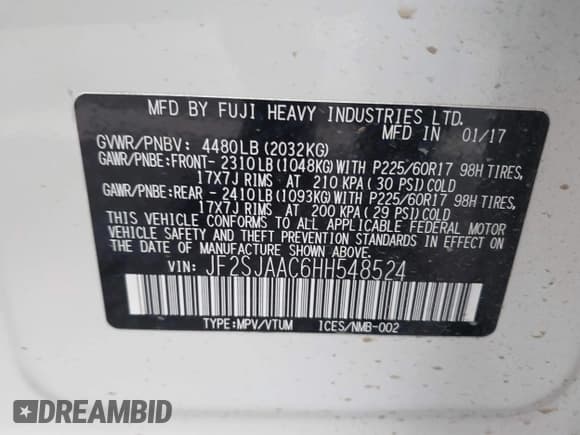 MFD BY FUJI HEAVY INDUSTRIES LTD.
MFD. IN 01/17
GVWR/PNBV: 4480LB (2032KG)
GAWR/PNBE:FRONT- 2310LB (1048KG)WITH P225/60R17 98H TIRES,
17X7J RIMS AT 210 KPA ( 30 PSI) COLD
GAWR/PNBE:REAR - 2410LB (1093KG)WITH P225/60R17 98H TIRES,
17X7J RIMS AT 200 KPA ( 29 PSI) COLD
THIS VEHICLE CONFORMS TO ALL APPLICABLE FEDERAL MOTOR
VEHICLE SAFETY AND THEFT PREVENTION STANDARDS IN EFFECT
ON THE DATE OF MANUFACTURE SHOWN ABOVE.
VIN: JF2SJAAC6HH548524
TYPE:MPV/VTUM ICES/NMB-002
DREAMBID